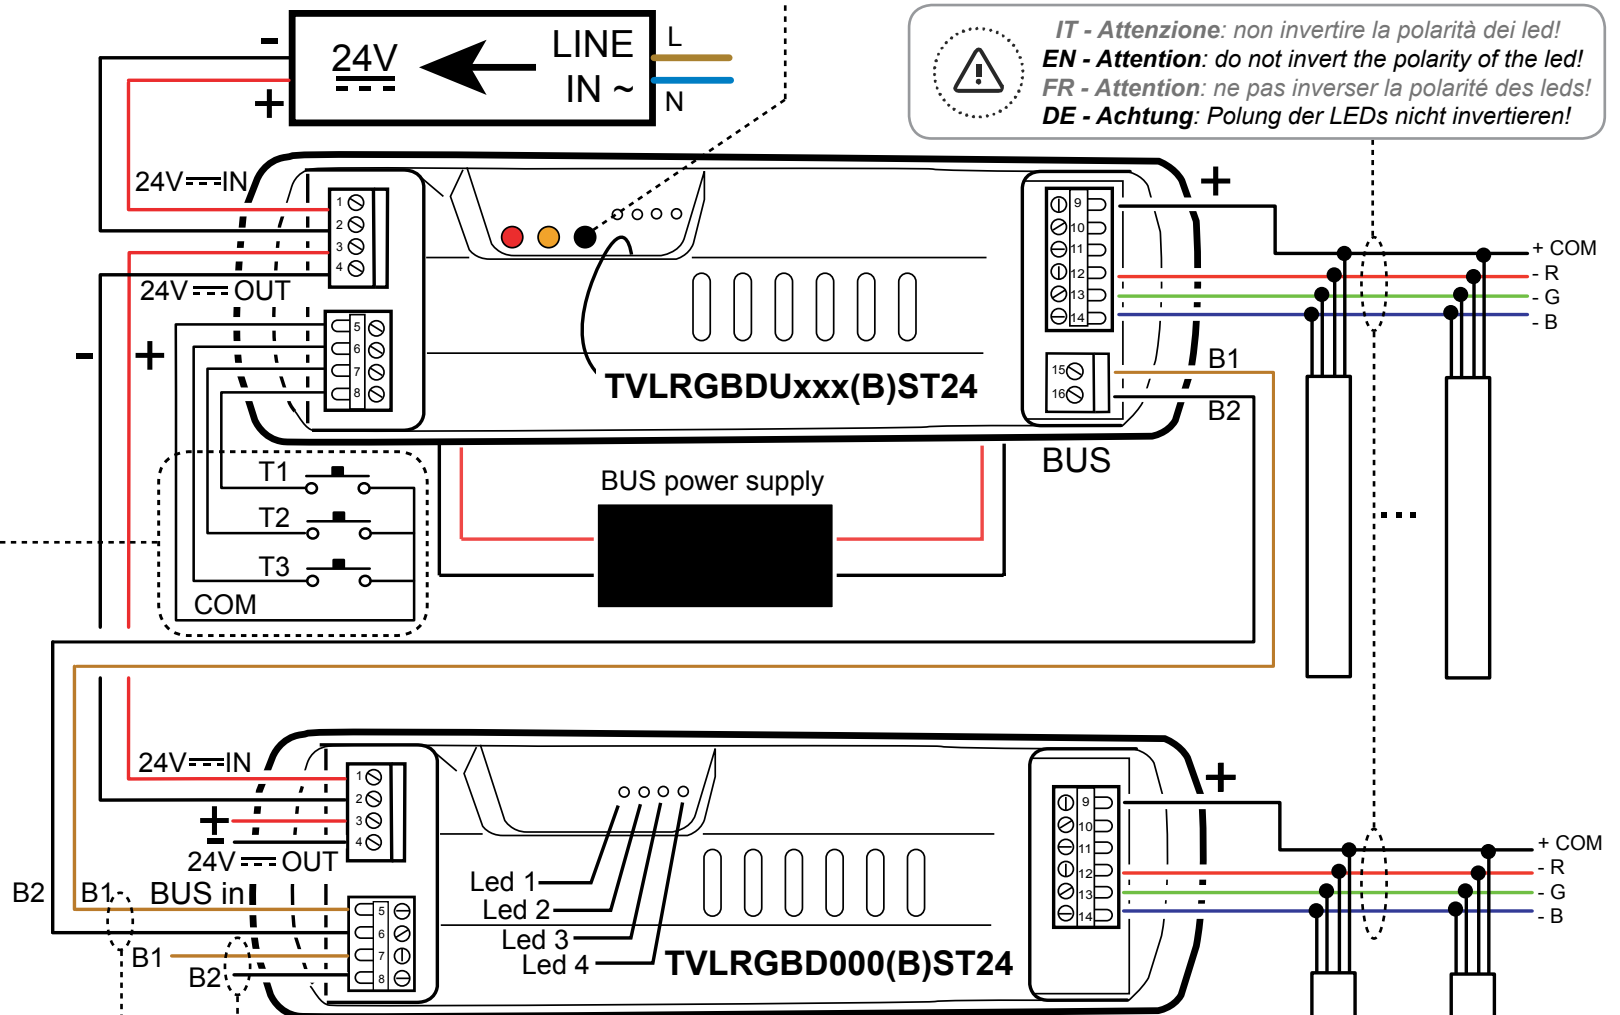 IT - Attenzione: non invertire la polarità dei led!
EN - Attention: do not invert the polarity of the led!
FR - Attention: ne pas inverser la polarité des leds!
DE - Achtung: Polung der LEDs nicht invertieren!
-
+
24V
LINE
IN ~
L
N
24V IN
1
2
3
4
24V OUT
5
6
7
8
-
+
TVLRGBDUxxx(B)ST24
9
10
11
12
13
14
15
16
+
+ COM
- R
- G
- B
B1
B2
BUS
T1
T2
T3
COM
BUS power supply
...
24V IN
1
2
3
4
+
-
24V OUT
B2
B1
BUS in
5
6
7
8
B1
B2
Led 1
Led 2
Led 3
Led 4
TVLRGBD000(B)ST24
9
10
11
12
13
14
+
+ COM
- R
- G
- B